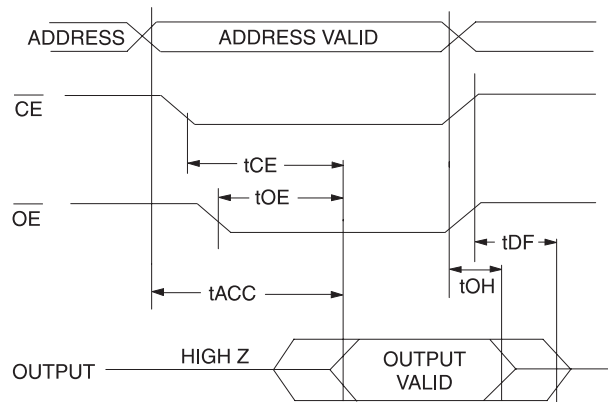 ADDRESS ADDRESS VALID
CE
tCE
tOE
OE
tDF
tACC
tOH
HIGH Z
OUTPUT
OUTPUT
VALID